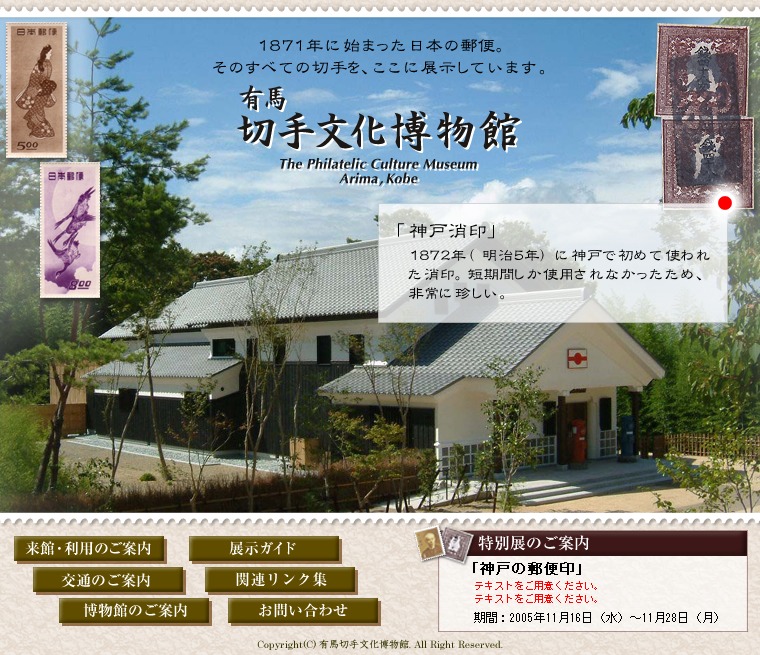 日本郵便
5.00
日本郵便
8.00
1871年に始まった日本の郵便。
そのすべての切手を、ここに展示しています。
有馬
切手文化博物館
The Philatelic Culture Museum
Arima, Kobe
「神戸消印」
1872年(明治5年)に神戸で初めて使われ
た消印。短期間しか使用されなかったため、
非常に珍しい。
来館・利用のご案内
展示ガイド
交通のご案内
関連リンク集
博物館のご案内
お問い合わせ
特別展のご案内
「神戸の郵便印」
テキストをご用意ください。
テキストをご用意ください。
期間：2005年11月16日（水）～11月28日（月）
Copyright(C) 有馬切手文化博物館. All Right Reserved.